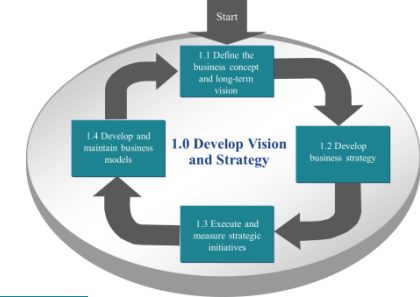 Start
1.1 Define the
business concept
and long-term
vision
1.0 Develop Vision
and Strategy
1.2 Develop
business strategy
1.3 Execute and
measure strategic
initiatives
1.4 Develop and
maintain business
models